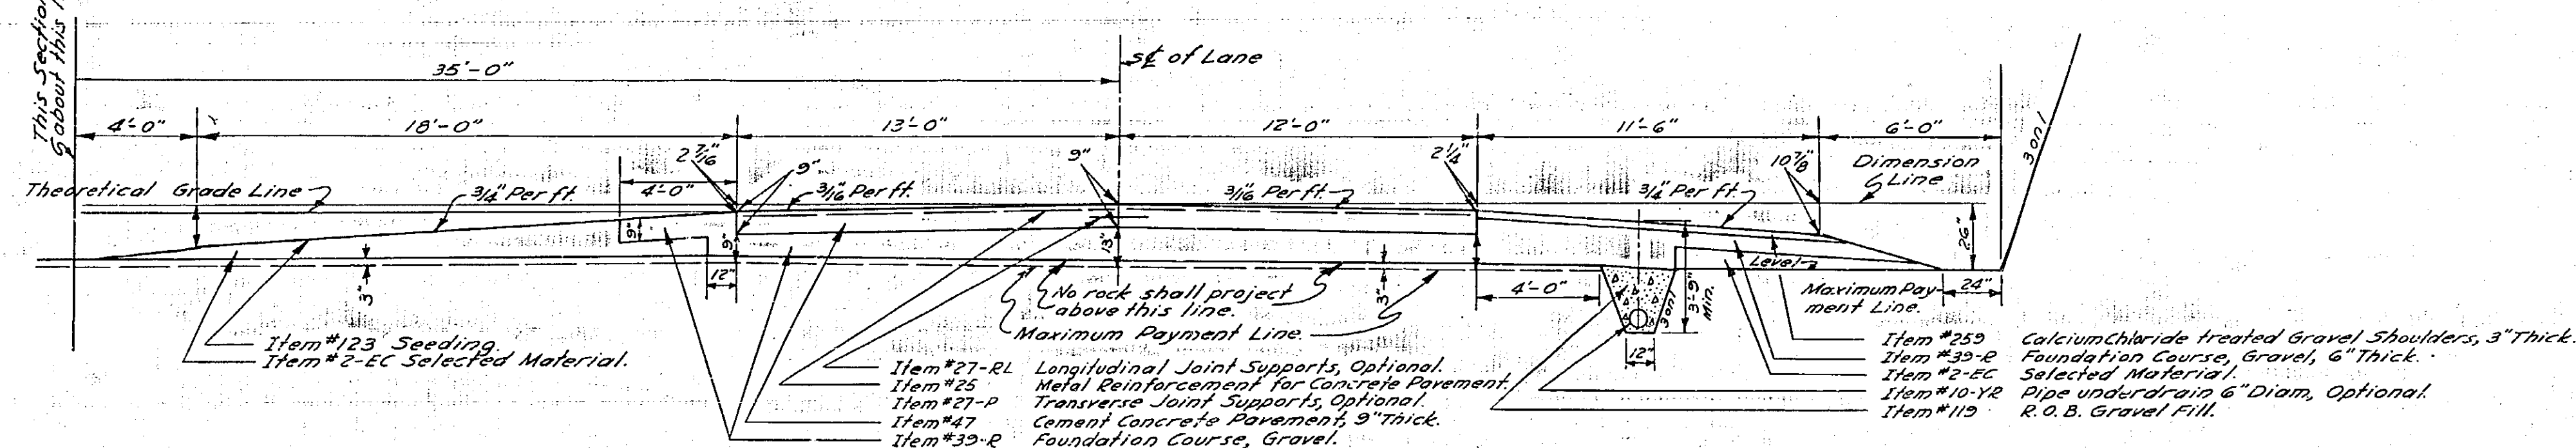 This Section
about this
35'-0"
S ℄ of Lane
4'-0"
18'-0"
13'-0"
12'-0"
11'-6"
6'-0"
3 on 1
2 7/16"
9"
9"
2 1/4"
10 7/8"
Dimension
Line
Theoretical Grade Line
3/4" Per ft.
4'-0"
3/16" Per ft.
3/16" Per ft.
3/4" Per ft.
9"
9"
13"
26"
3"
12"
No rock shall project
above this line.
3"
4'-0"
3 on 1
3'-9"
Min.
Level
Maximum Pay-
ment Line.
24"
Maximum Payment Line.
12"
Item #123 Seeding.
Item #2-EC Selected Material.
Item #27-RL Longitudinal Joint Supports, Optional.
Item #25 Metal Reinforcement for Concrete Pavement.
Item #27-P Transverse Joint Supports, Optional.
Item #47 Cement Concrete Pavement, 9" Thick.
Item #39-R Foundation Course, Gravel.
Item #259 Calcium Chloride treated Gravel Shoulders, 3" Thick.
Item #39-R Foundation Course, Gravel, 6" Thick.
Item #2-EC Selected Material.
Item #10-YR Pipe underdrain 6" Diam, Optional.
Item #119 R.O.B. Gravel Fill.